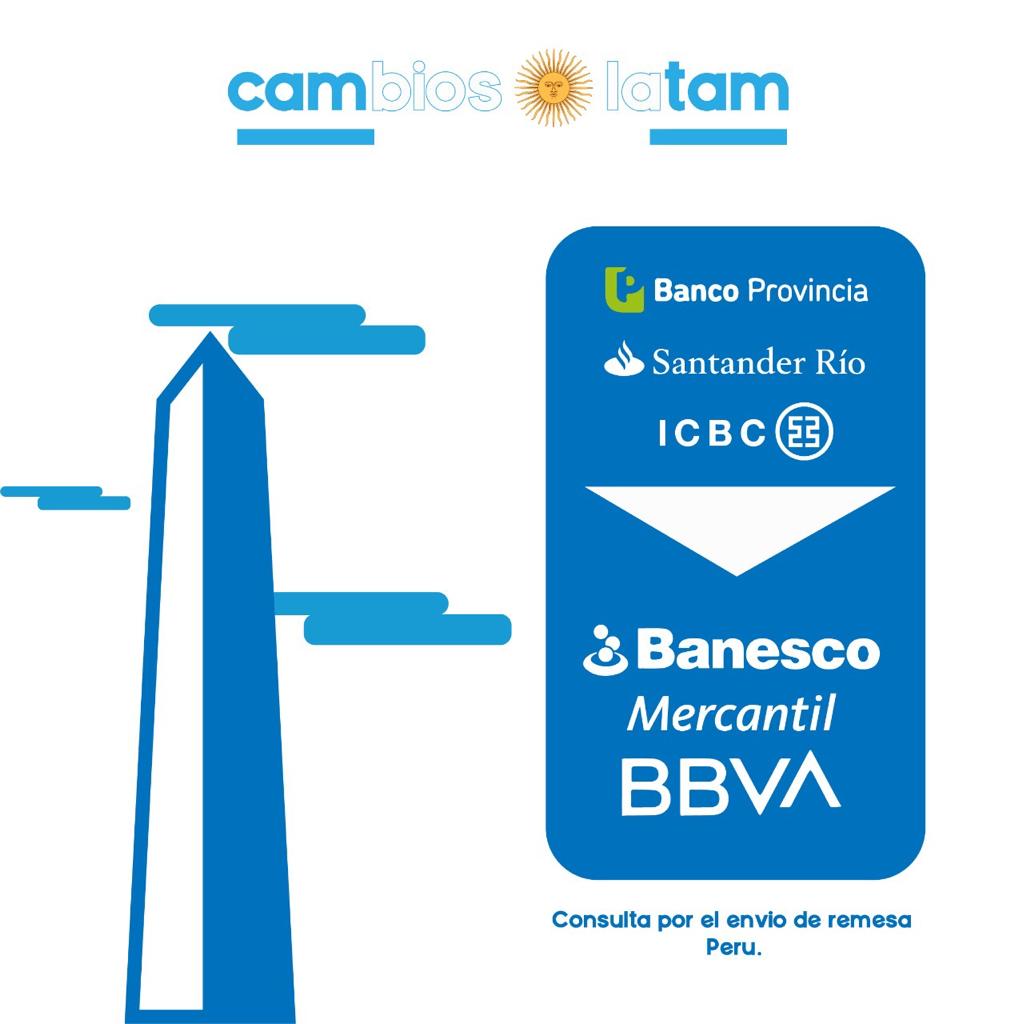 cambios latam
Banco Provincia
Santander Río
ICBC
Banesco
Mercantil
BBVA
Consulta por el envio de remesa
Peru.